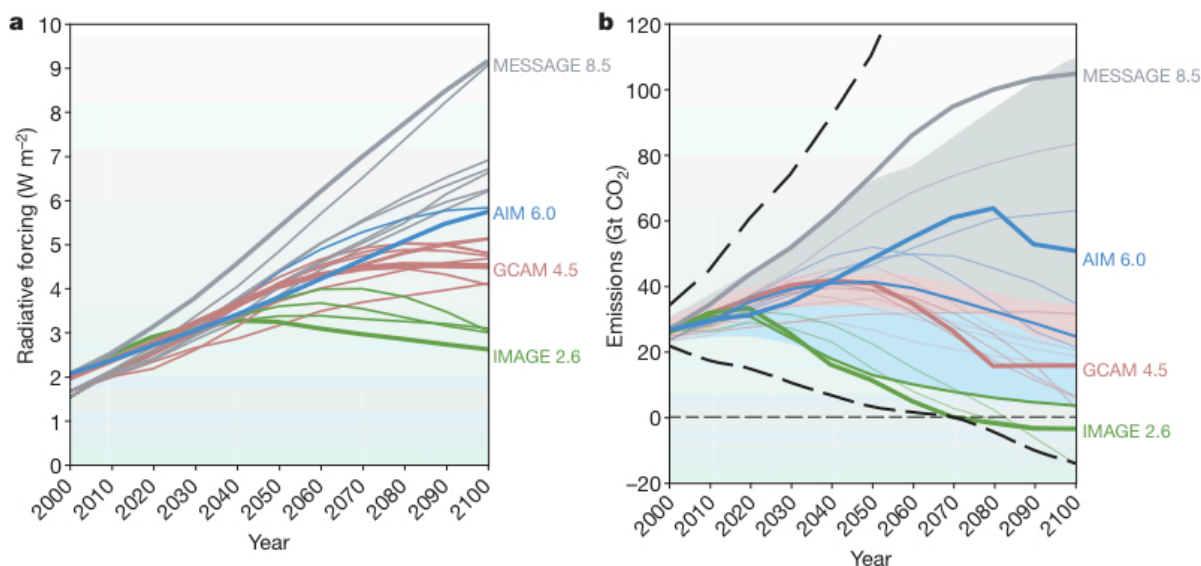 a
10
9
8
7
6
5
4
3
2
1
0
Radiative forcing (W m–2)
2000
2010
2020
2030
2040
2050
2060
2070
2080
2090
2100
Year
MESSAGE 8.5
AIM 6.0
GCAM 4.5
IMAGE 2.6
b
120
100
80
60
40
20
0
–20
Emissions (Gt CO2)
2000
2010
2020
2030
2040
2050
2060
2070
2080
2090
2100
Year
MESSAGE 8.5
AIM 6.0
GCAM 4.5
IMAGE 2.6